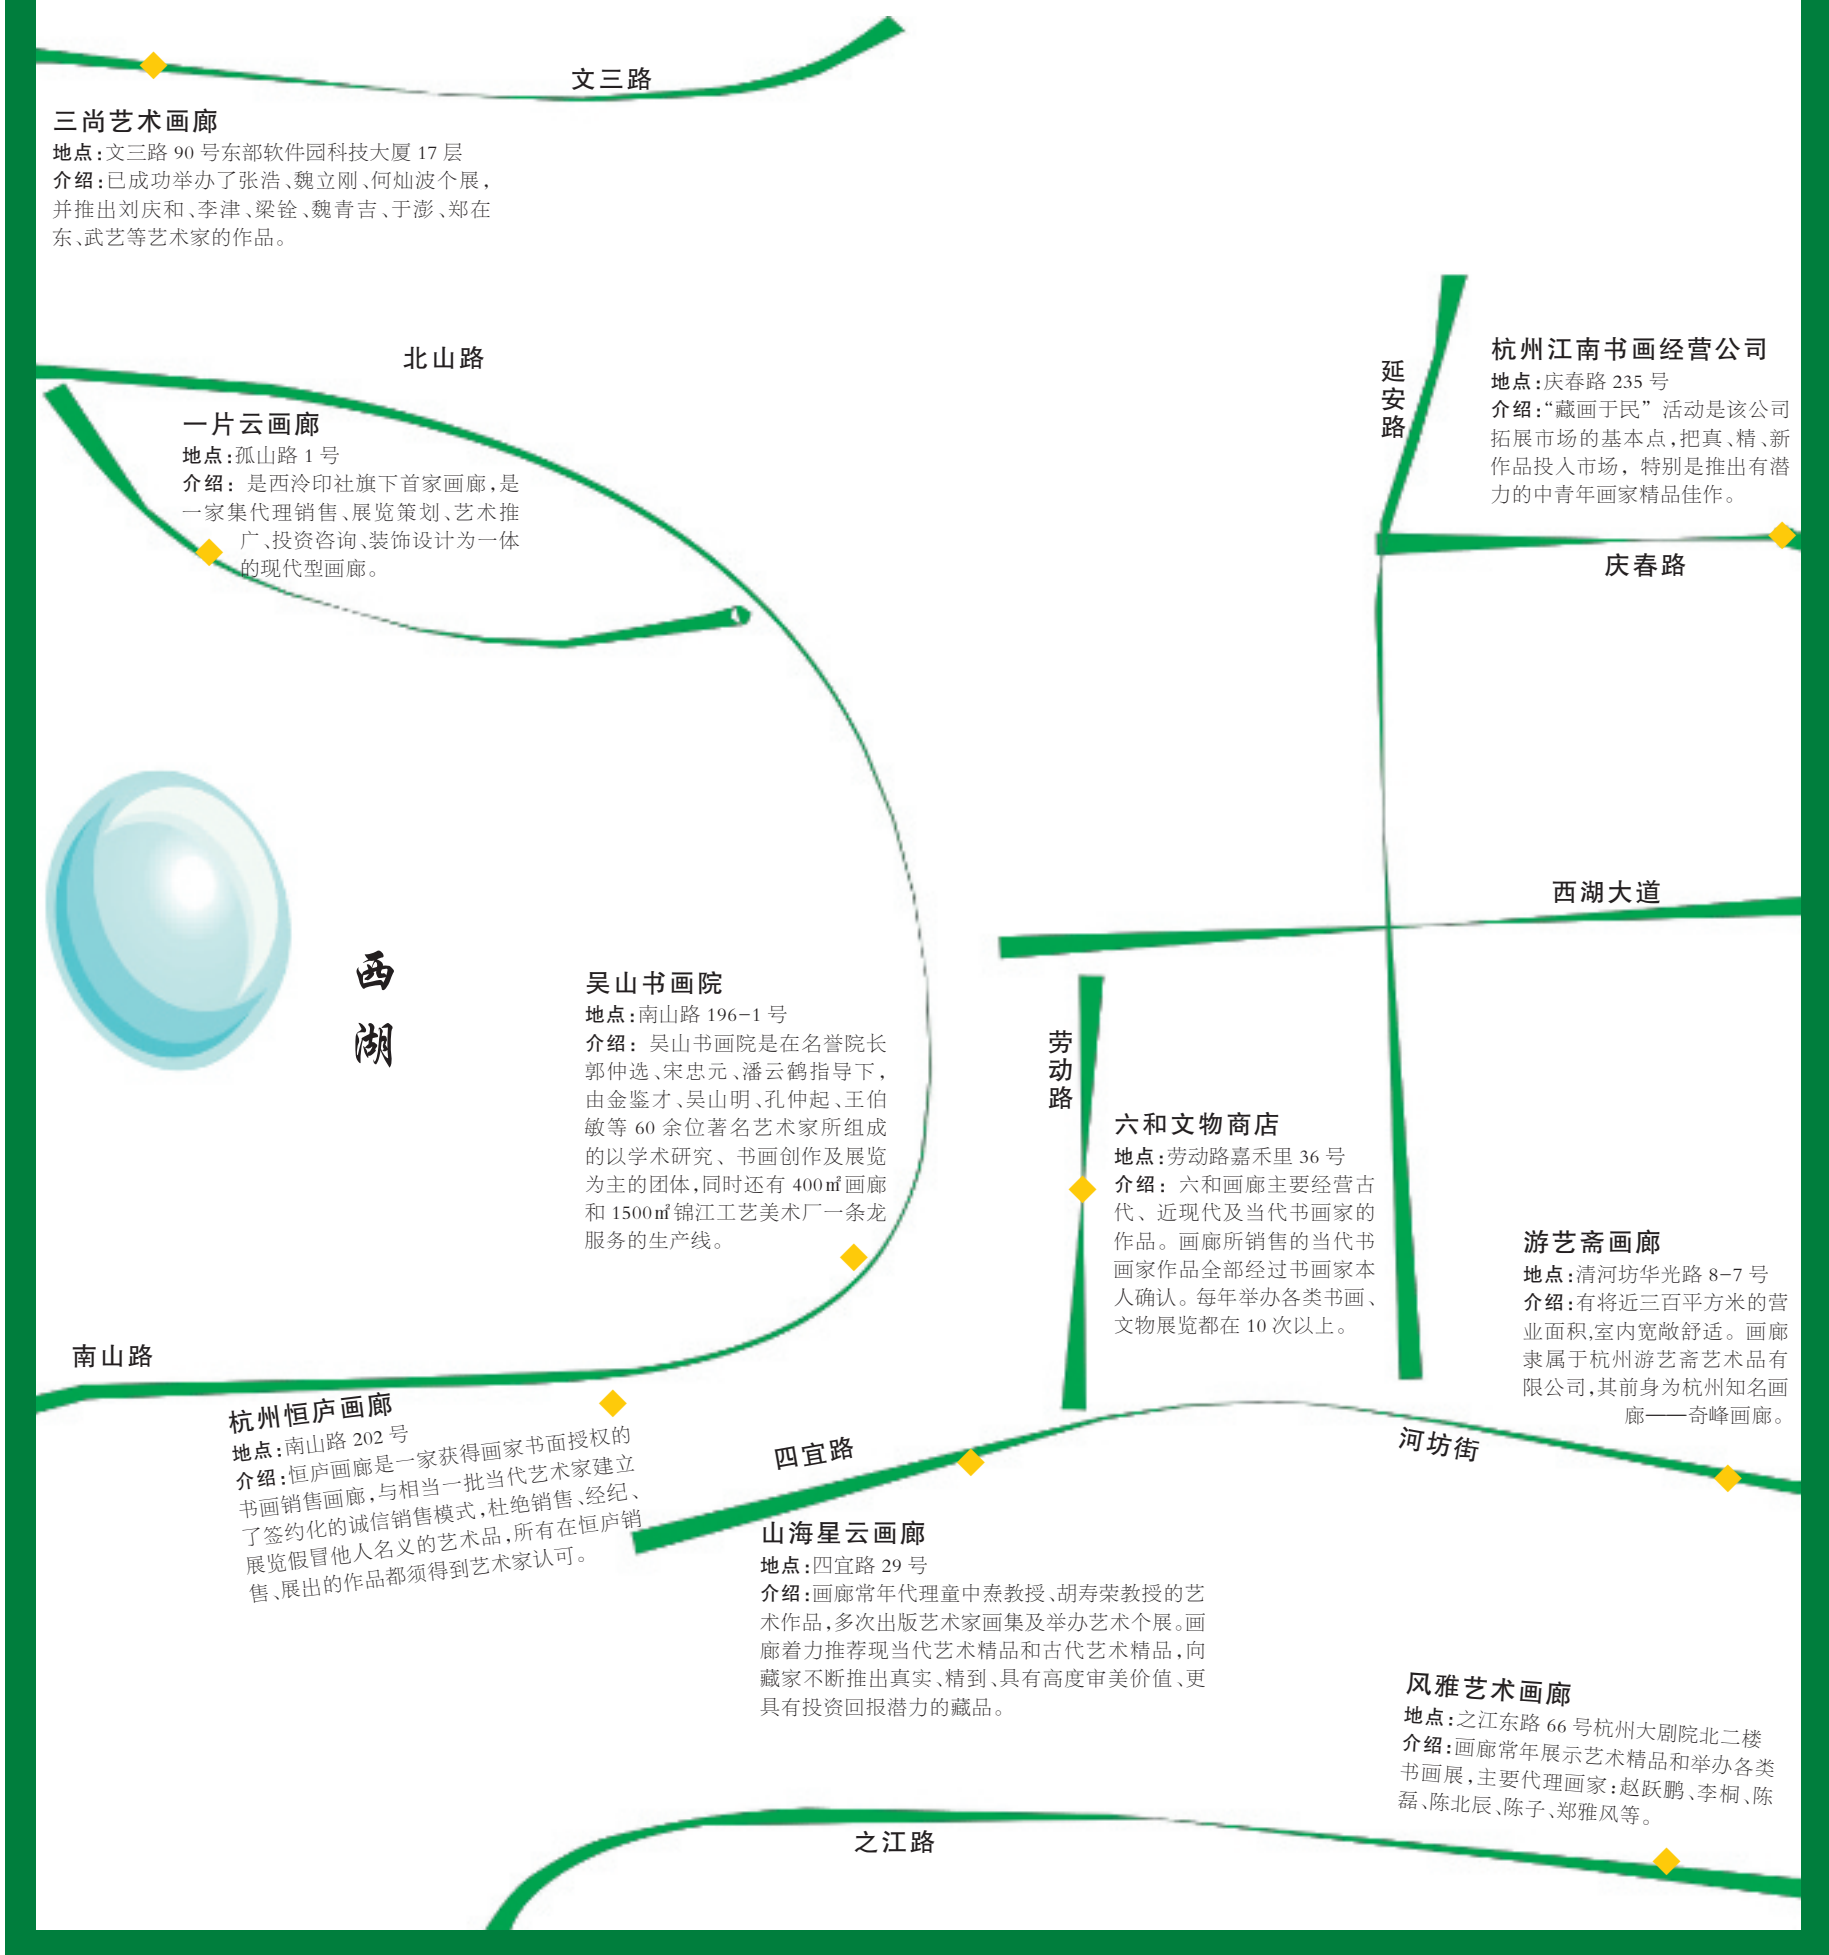 文三路
三尚艺术画廊
地点:文三路 90 号东部软件园科技大厦 17 层
介绍:已成功举办了张浩、魏立刚、何灿波个展,
并推出刘庆和、李津、梁铨、魏青吉、于澎、郑在
东、武艺等艺术家的作品。
北山路
一片云画廊
地点:孤山路 1 号
介绍: 是西泠印社旗下首家画廊,是
一家集代理销售、展览策划、艺术推
广、投资咨询、装饰设计为一体
的现代型画廊。
延安路
杭州江南书画经营公司
地点:庆春路 235 号
介绍:“藏画于民”活动是该公司
拓展市场的基本点,把真、精、新
作品投入市场, 特别是推出有潜
力的中青年画家精品佳作。
庆春路
西湖大道
西湖
吴山书画院
地点:南山路 196-1 号
介绍: 吴山书画院是在名誉院长
郭仲选、宋忠元、潘云鹤指导下,
由金鉴才、吴山明、孔仲起、王伯
敏等 60 余位著名艺术家所组成
的以学术研究、书画创作及展览
为主的团体,同时还有 400㎡画廊
和 1500㎡锦江工艺美术厂一条龙
服务的生产线。
劳动路
六和文物商店
地点:劳动路嘉禾里 36 号
介绍: 六和画廊主要经营古
代、近现代及当代书画家的
作品。画廊所销售的当代书
画家作品全部经过书画家本
人确认。每年举办各类书画、
文物展览都在 10 次以上。
游艺斋画廊
地点:清河坊华光路 8-7 号
介绍:有将近三百平方米的营
业面积,室内宽敞舒适。画廊
隶属于杭州游艺斋艺术品有
限公司,其前身为杭州知名画
廊——奇峰画廊。
南山路
杭州恒庐画廊
地点:南山路 202 号
介绍:恒庐画廊是一家获得画家书面授权的
书画销售画廊,与相当一批当代艺术家建立
了签约化的诚信销售模式,杜绝销售、经纪、
展览假冒他人名义的艺术品,所有在恒庐销
售、展出的作品都须得到艺术家认可。
四宜路
河坊街
山海星云画廊
地点:四宜路 29 号
介绍:画廊常年代理童中焘教授、胡寿荣教授的艺
术作品,多次出版艺术家画集及举办艺术个展。画
廊着力推荐现当代艺术精品和古代艺术精品,向
藏家不断推出真实、精到、具有高度审美价值、更
具有投资回报潜力的藏品。
风雅艺术画廊
地点:之江东路 66 号杭州大剧院北二楼
介绍:画廊常年展示艺术精品和举办各类
书画展,主要代理画家:赵跃鹏、李桐、陈
磊、陈北辰、陈子、郑雅风等。
之江路